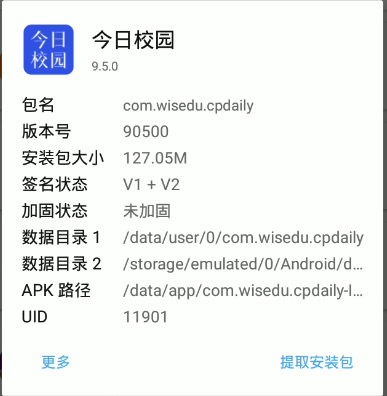 今日
校园
今日校园
9.5.0
包名 com.wisedu.cpdaily
版本号 90500
安装包大小 127.05M
签名状态 V1 + V2
加固状态 未加固
数据目录 1 /data/user/0/com.wisedu.cpdaily
数据目录 2 /storage/emulated/0/Android/d...
APK 路径 /data/app/com.wisedu.cpdaily-I...
UID 11901
更多 提取安装包